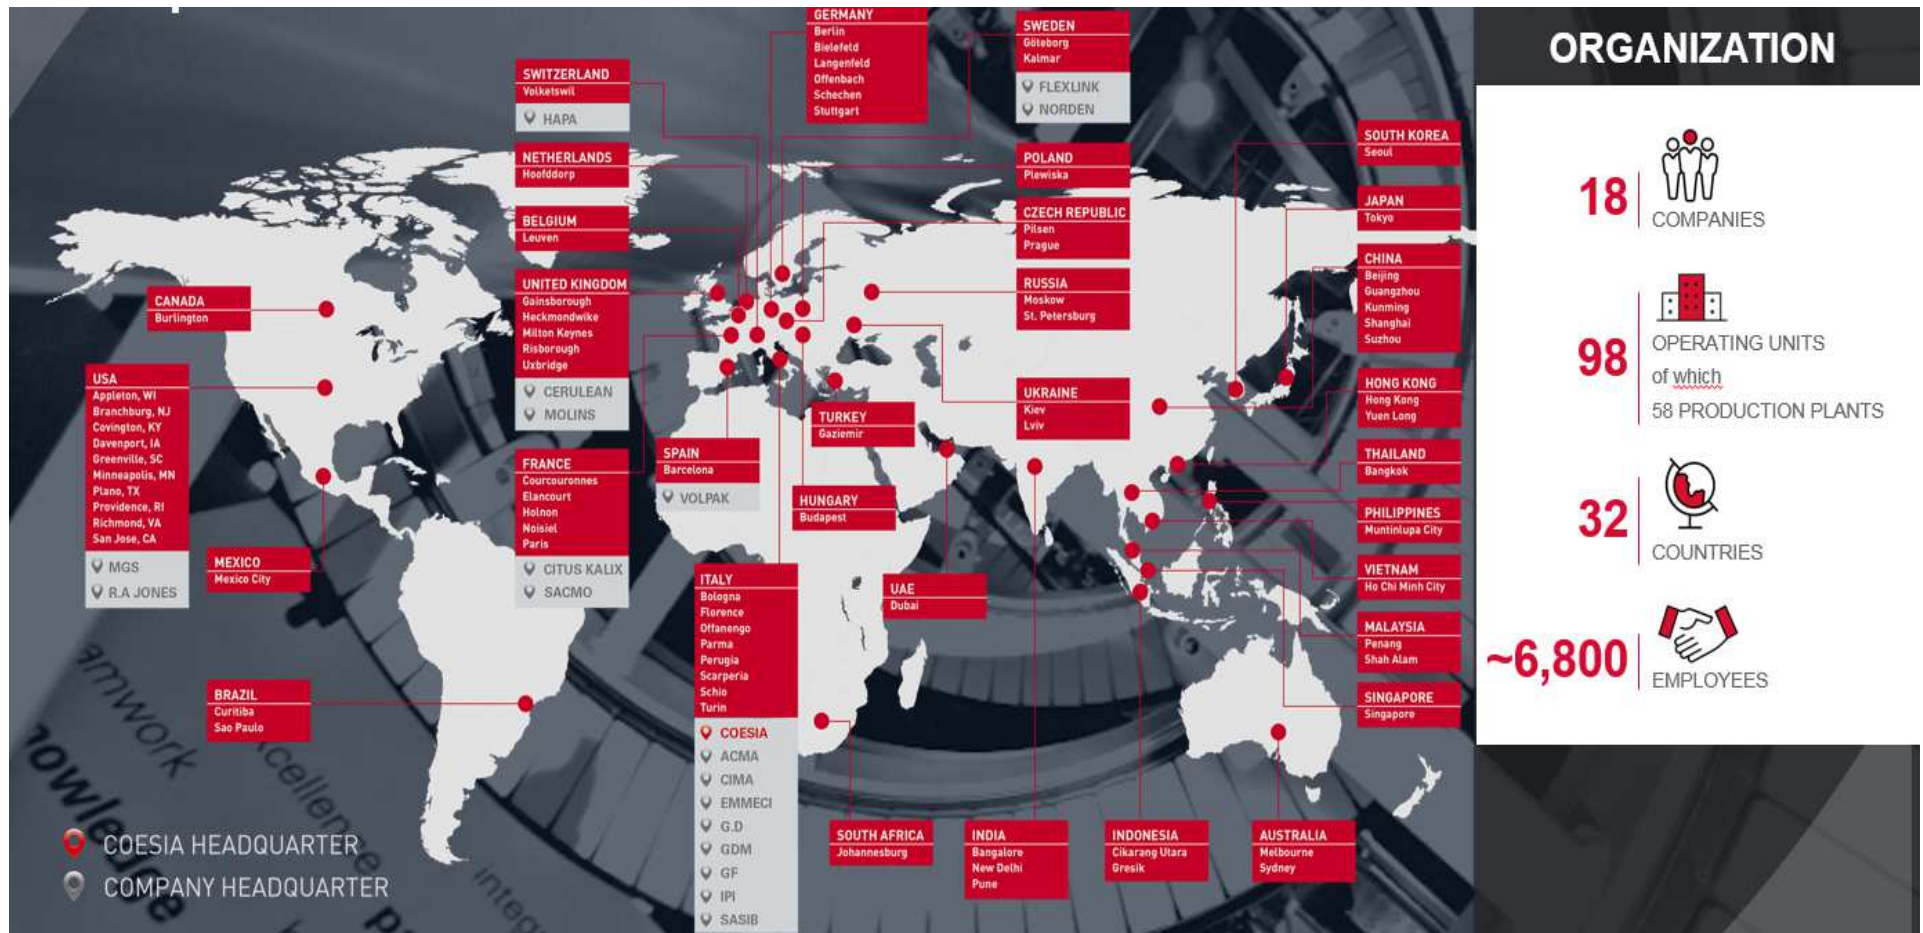 GERMANY
Berlin
Bielefeld
Langenfeld
Offenbach
Schechen
Stuttgart
SWEDEN
Göteborg
Kalmar
FLEXLINK
NORDEN
SWITZERLAND
Volketswil
HAPA
NETHERLANDS
Hoofddorp
BELGIUM
Leuven
UNITED KINGDOM
Gainsborough
Heckmondwike
Milton Keynes
Risborough
Uxbridge
CERULEAN
MOLINS
FRANCE
Courcouronnes
Elancourt
Holnon
Noisiel
Paris
CITUS KALIX
SACMO
POLAND
Plewiska
CZECH REPUBLIC
Pilsen
Prague
RUSSIA
Moskow
St. Petersburg
UKRAINE
Kiev
Lviv
TURKEY
Gaziemir
SPAIN
Barcelona
VOLPAK
HUNGARY
Budapest
CANADA
Burlington
USA
Appleton, WI
Branchburg, NJ
Covington, KY
Davenport, IA
Greenville, SC
Minneapolis, MN
Plano, TX
Providence, RI
Richmond, VA
San Jose, CA
MGS
R.A JONES
MEXICO
Mexico City
BRAZIL
Curitiba
Sao Paulo
ITALY
Bologna
Florence
Offanengo
Parma
Perugia
Scarperia
Schio
Turin
COESIA
ACMA
CIMA
EMMECI
G.D
GDM
GF
IPI
SASIB
UAE
Dubai
SOUTH AFRICA
Johannesburg
INDIA
Bangalore
New Delhi
Pune
INDONESIA
Cikarang Utara
Gresik
AUSTRALIA
Melbourne
Sydney
SOUTH KOREA
Seoul
JAPAN
Tokyo
CHINA
Beijing
Guangzhou
Kunming
Shanghai
Suzhou
HONG KONG
Hong Kong
Yuen Long
THAILAND
Bangkok
PHILIPPINES
Muntinlupa City
VIETNAM
Ho Chi Minh City
MALAYSIA
Penang
Shah Alam
SINGAPORE
Singapore
COESIA HEADQUARTER
COMPANY HEADQUARTER
ORGANIZATION
18
COMPANIES
98
OPERATING UNITS
of which
58 PRODUCTION PLANTS
32
COUNTRIES
~6,800
EMPLOYEES